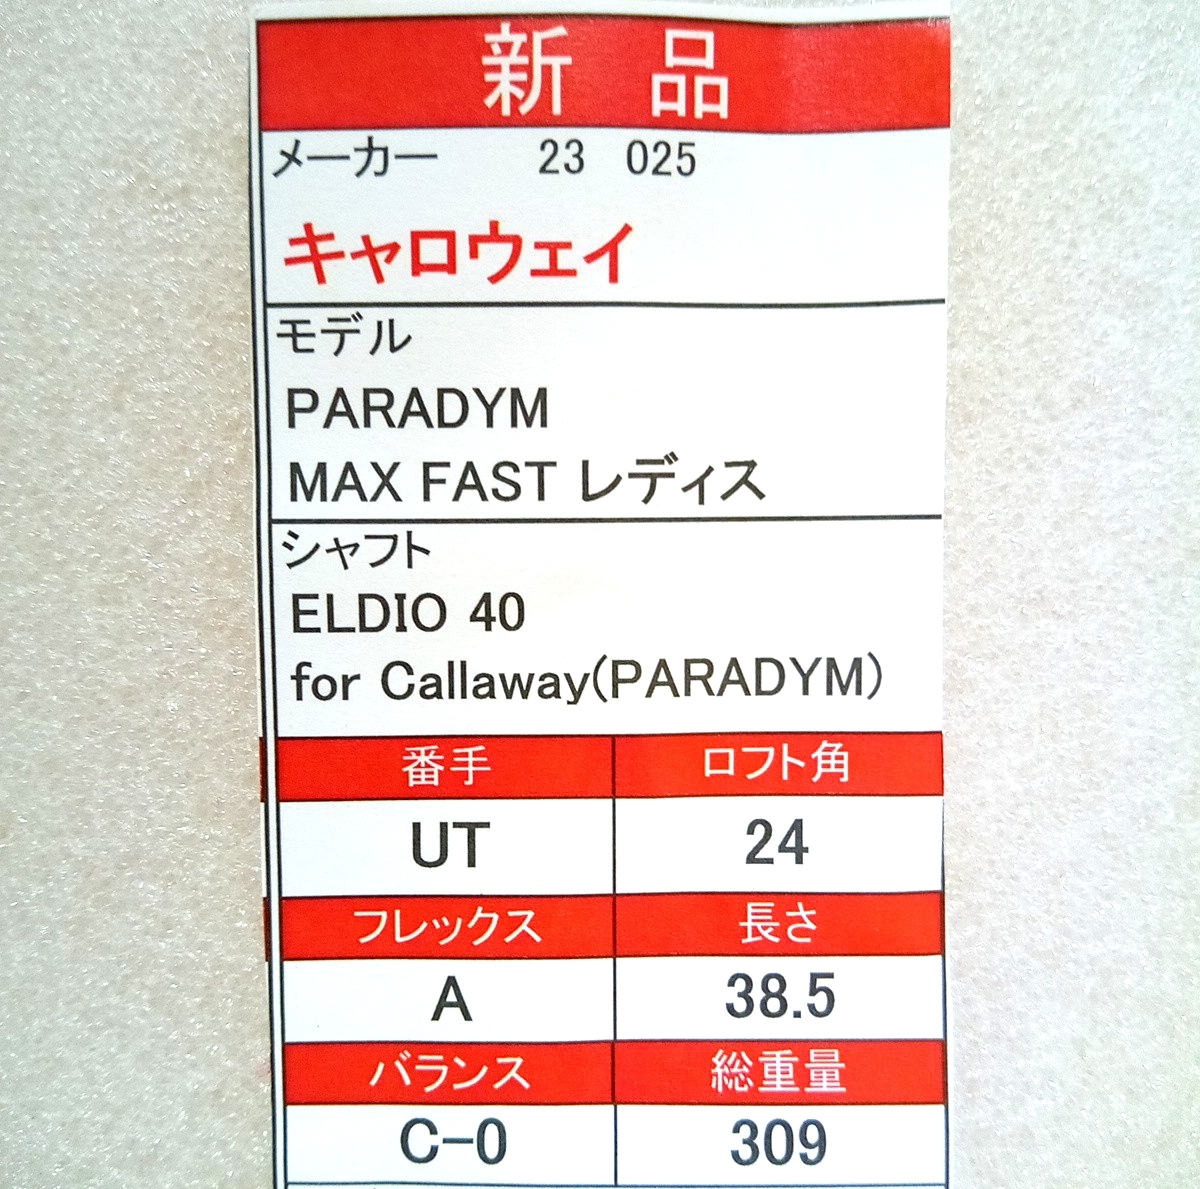 新 品
メーカー 23 025
キャロウェイ
モデル
PARADYM
MAX FAST レディス
シャフト
ELDIO 40
for Callaway(PARADYM)
番手 ロフト角
UT 24
フレックス 長さ
A 38.5
バランス 総重量
C-0 309